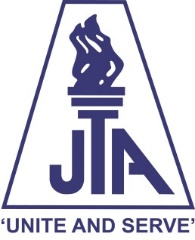 JTA
‘UNITE AND SERVE’